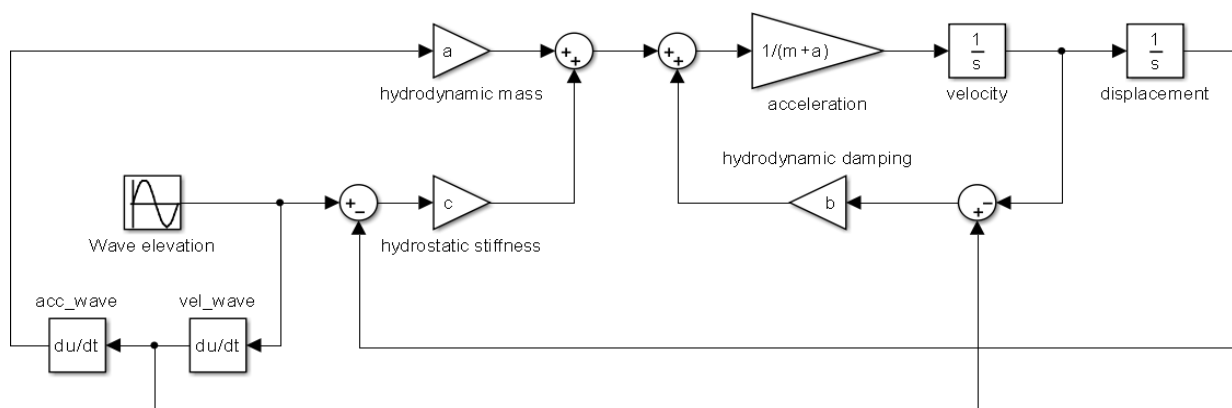 a
hydrodynamic mass
+
+
+
+
1/(m+a)
acceleration
1
s
velocity
1
s
displacement
hydrodynamic damping
b
−
+
Wave elevation
+
−
c
hydrostatic stiffness
acc_wave
du/dt
vel_wave
du/dt